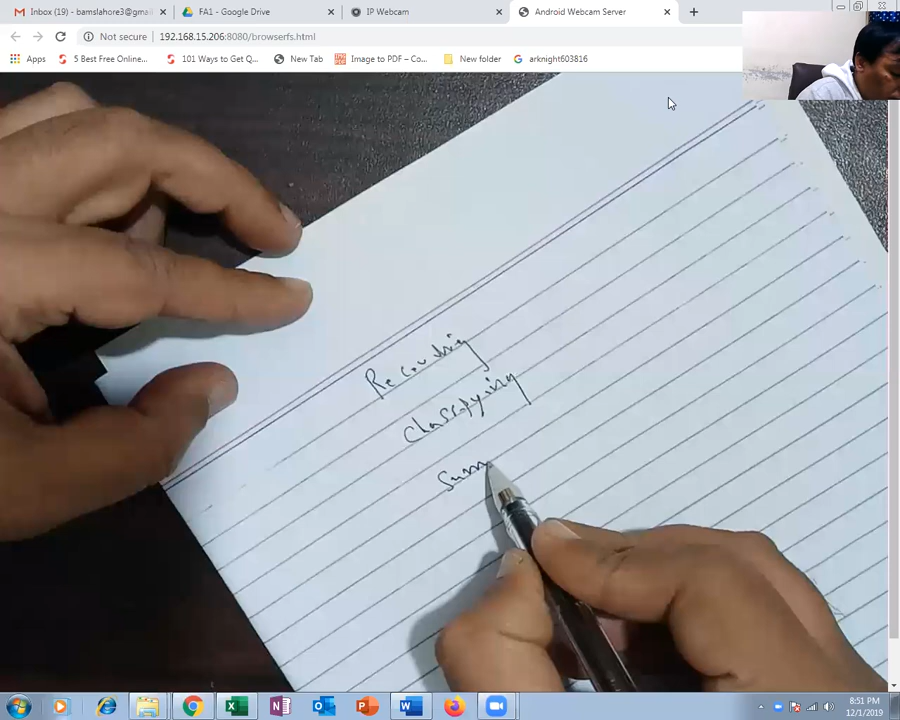 Inbox (19) - bamslahore3@gmai
FA1 - Google Drive
IP Webcam
Android Webcam Server
Not secure
192.168.15.206:8080/browserfs.html
Apps
5 Best Free Online...
101 Ways to Get Q...
New Tab
Image to PDF – Co...
New folder
arknight603816
Recording
Classifying
Summ
8:51 PM
12/1/2019